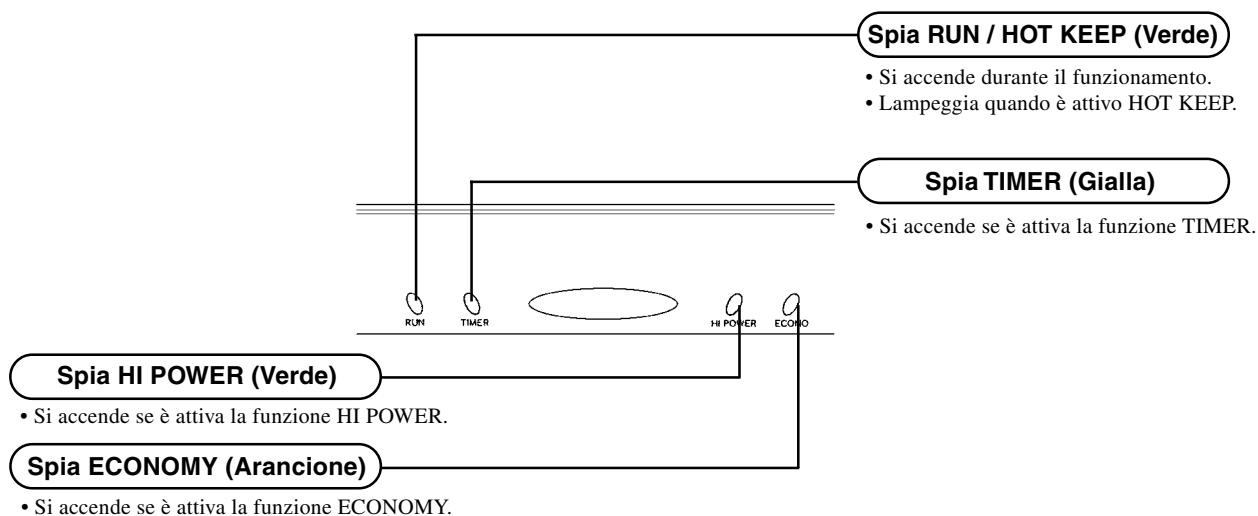 Spia RUN / HOT KEEP (Verde)
• Si accende durante il funzionamento.
• Lampeggia quando è attivo HOT KEEP.
Spia TIMER (Gialla)
• Si accende se è attiva la funzione TIMER.
RUN
TIMER
HI POWER
ECONO
Spia HI POWER (Verde)
• Si accende se è attiva la funzione HI POWER.
Spia ECONOMY (Arancione)
• Si accende se è attiva la funzione ECONOMY.